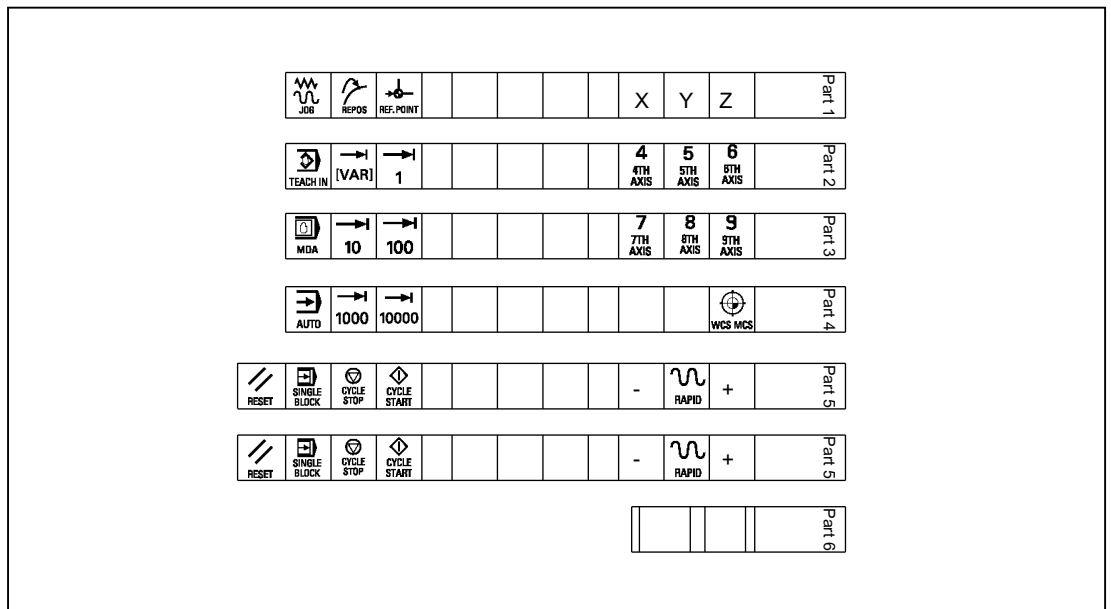 JOG REPOS REF. POINT X Y Z Part 1
TEACH IN [VAR] 1 4 4TH AXIS 5 5TH AXIS 6 6TH AXIS Part 2
MDA 10 100 7 7TH AXIS 8 8TH AXIS 9 9TH AXIS Part 3
AUTO 1000 10000 WCS MCS Part 4
RESET SINGLE BLOCK CYCLE STOP CYCLE START - RAPID + Part 5
RESET SINGLE BLOCK CYCLE STOP CYCLE START - RAPID + Part 5
Part 6